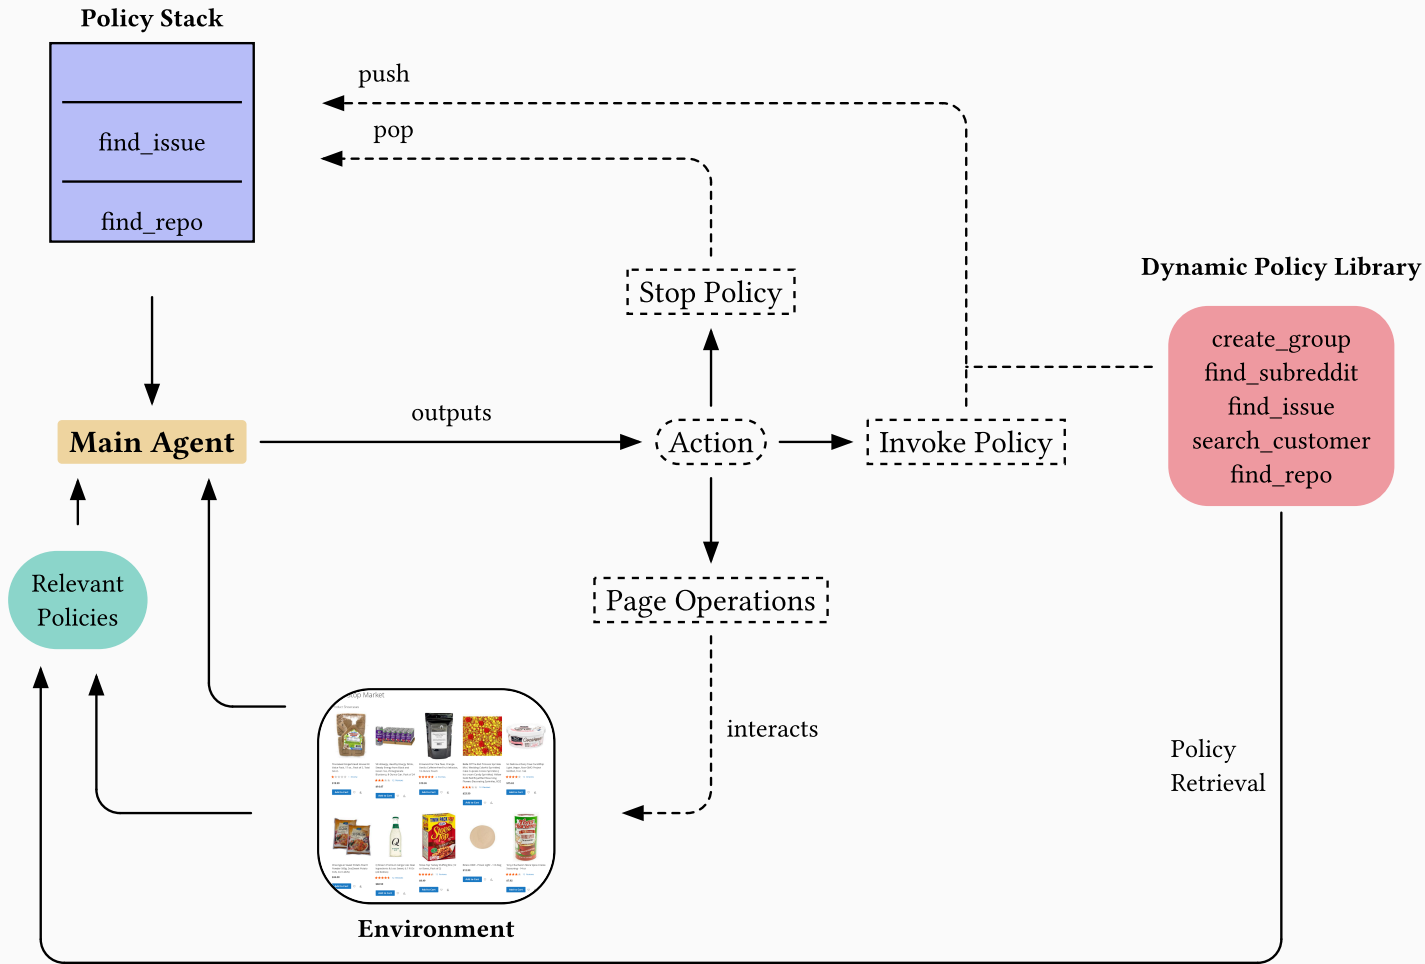 Policy Stack
push
pop
find_issue
find_repo
Stop Policy
Dynamic Policy Library
create_group
find_subreddit
find_issue
search_customer
find_repo
Main Agent
outputs
Action
Invoke Policy
Relevant
Policies
Page Operations
interacts
Policy
Retrieval
Market
Environment